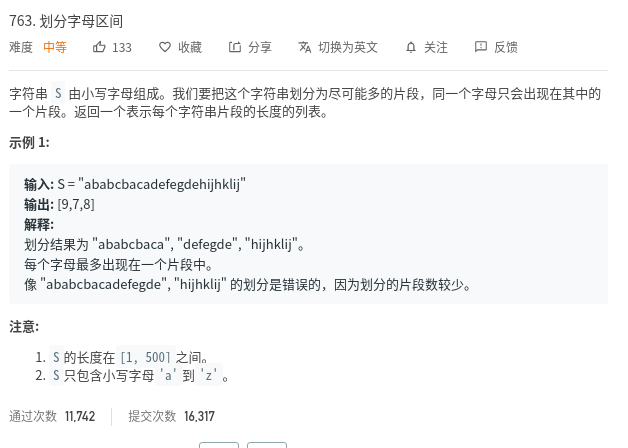 763. 划分字母区间
难度 中等 133 收藏 分享 切换为英文 关注 反馈
字符串 S 由小写字母组成。我们要把这个字符串划分为尽可能多的片段，同一个字母只会出现在其中的
一个片段。返回一个表示每个字符串片段的长度的列表。
示例 1:
输入: S = "ababcbacadefegdehijhklij"
输出: [9,7,8]
解释:
划分结果为 "ababcbaca", "defegde", "hijhklij"。
每个字母最多出现在一个片段中。
像 "ababcbacadefegde", "hijhklij" 的划分是错误的，因为划分的片段数较少。
注意:
1. S 的长度在 [1, 500] 之间。
2. S 只包含小写字母 'a' 到 'z' 。
通过次数 11,742 提交次数 16,317